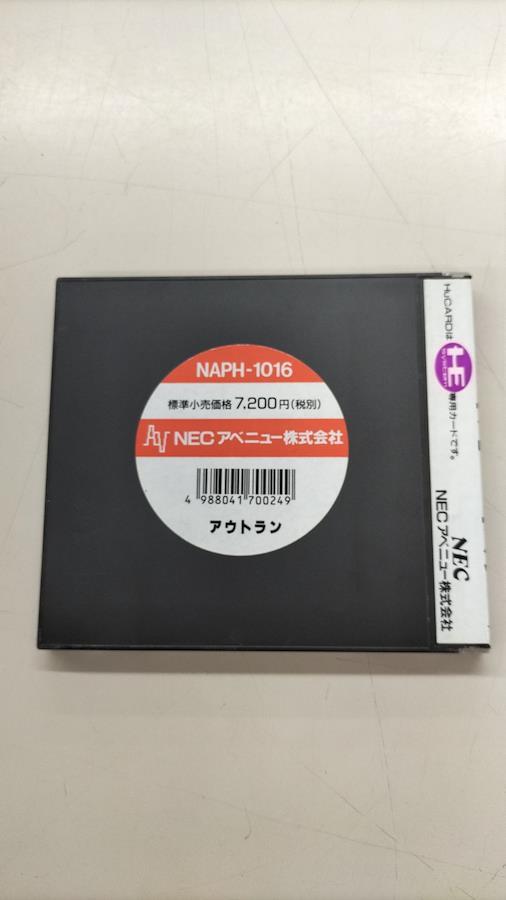 NAPH-1016
標準小売価格 7,200円(税別)
NECアベニュー株式会社
4 988041 700249
アウトラン
HuCARDは HE SYSTEM 専用カードです。
NEC
NECアベニュー株式会社